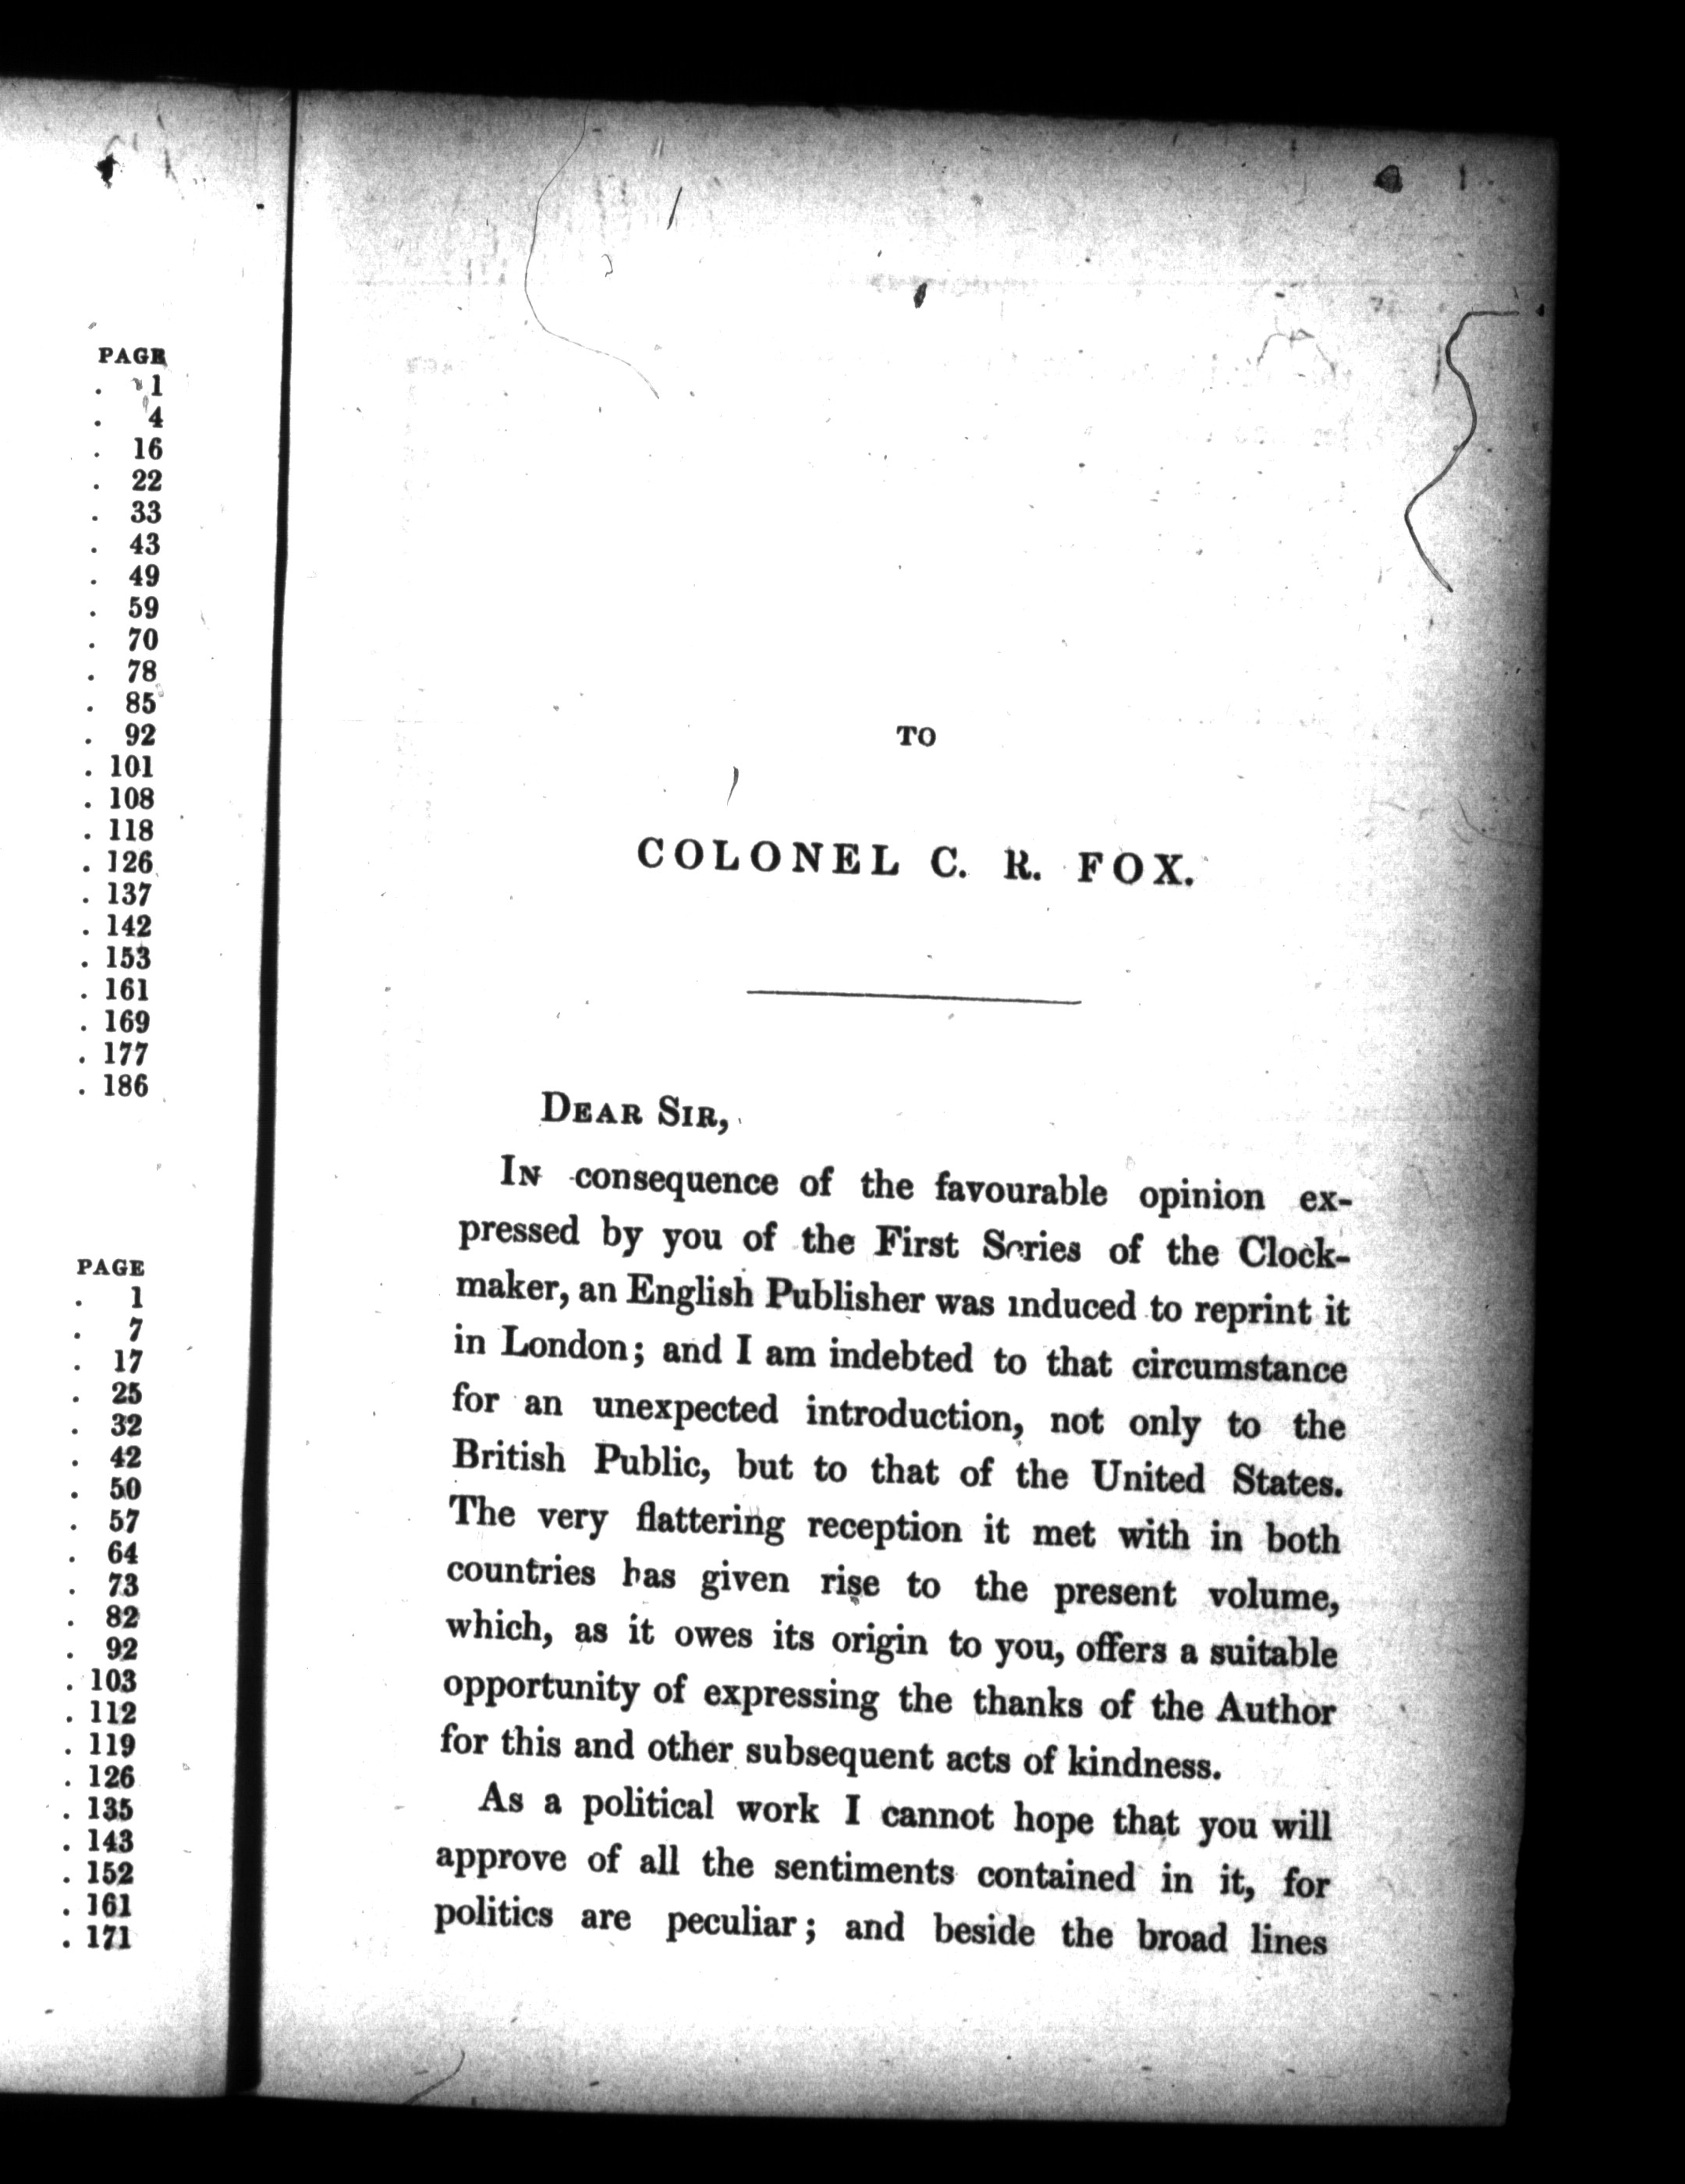 PAGE
. 1
. 4
. 16
. 22
. 33
. 43
. 49
. 59
. 70
. 78
. 85
. 92
. 101
. 108
. 118
. 126
. 137
. 142
. 153
. 161
. 169
. 177
. 186
PAGE
. 1
. 7
. 17
. 25
. 32
. 42
. 50
. 57
. 64
. 73
. 82
. 92
. 103
. 112
. 119
. 126
. 135
. 143
. 152
. 161
. 171
TO
COLONEL C. R. FOX.
DEAR SIR,
IN consequence of the favourable opinion ex-
pressed by you of the First Series of the Clock-
maker, an English Publisher was induced to reprint it
in London; and I am indebted to that circumstance
for an unexpected introduction, not only to the
British Public, but to that of the United States.
The very flattering reception it met with in both
countries has given rise to the present volume,
which, as it owes its origin to you, offers a suitable
opportunity of expressing the thanks of the Author
for this and other subsequent acts of kindness.
As a political work I cannot hope that you will
approve of all the sentiments contained in it, for
politics are peculiar; and beside the broad lines